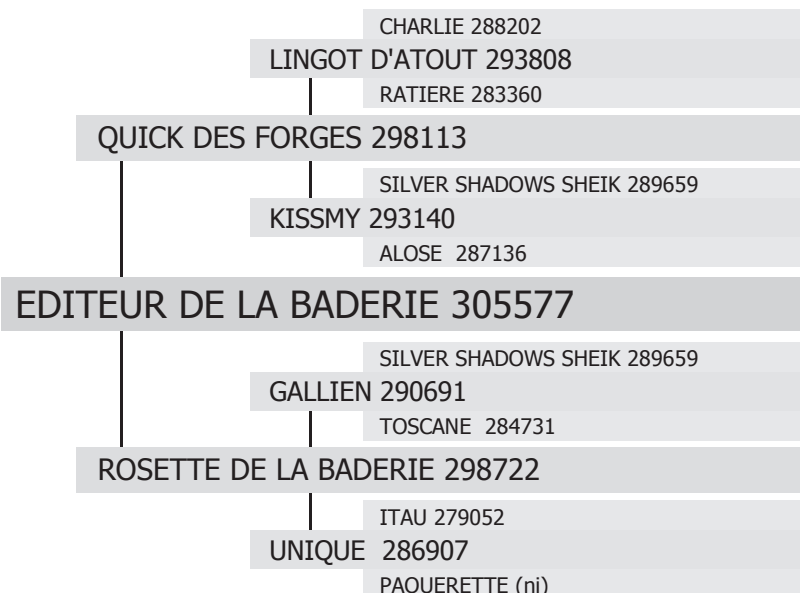 CHARLIE 288202
LINGOT D'ATOUT 293808
RATIERE 283360
QUICK DES FORGES 298113
SILVER SHADOWS SHEIK 289659
KISSMY 293140
ALOSE 287136
EDITEUR DE LA BADERIE 305577
SILVER SHADOWS SHEIK 289659
GALLIEN 290691
TOSCANE 284731
ROSETTE DE LA BADERIE 298722
ITAU 279052
UNIQUE 286907
PAQUERETTE (ni)